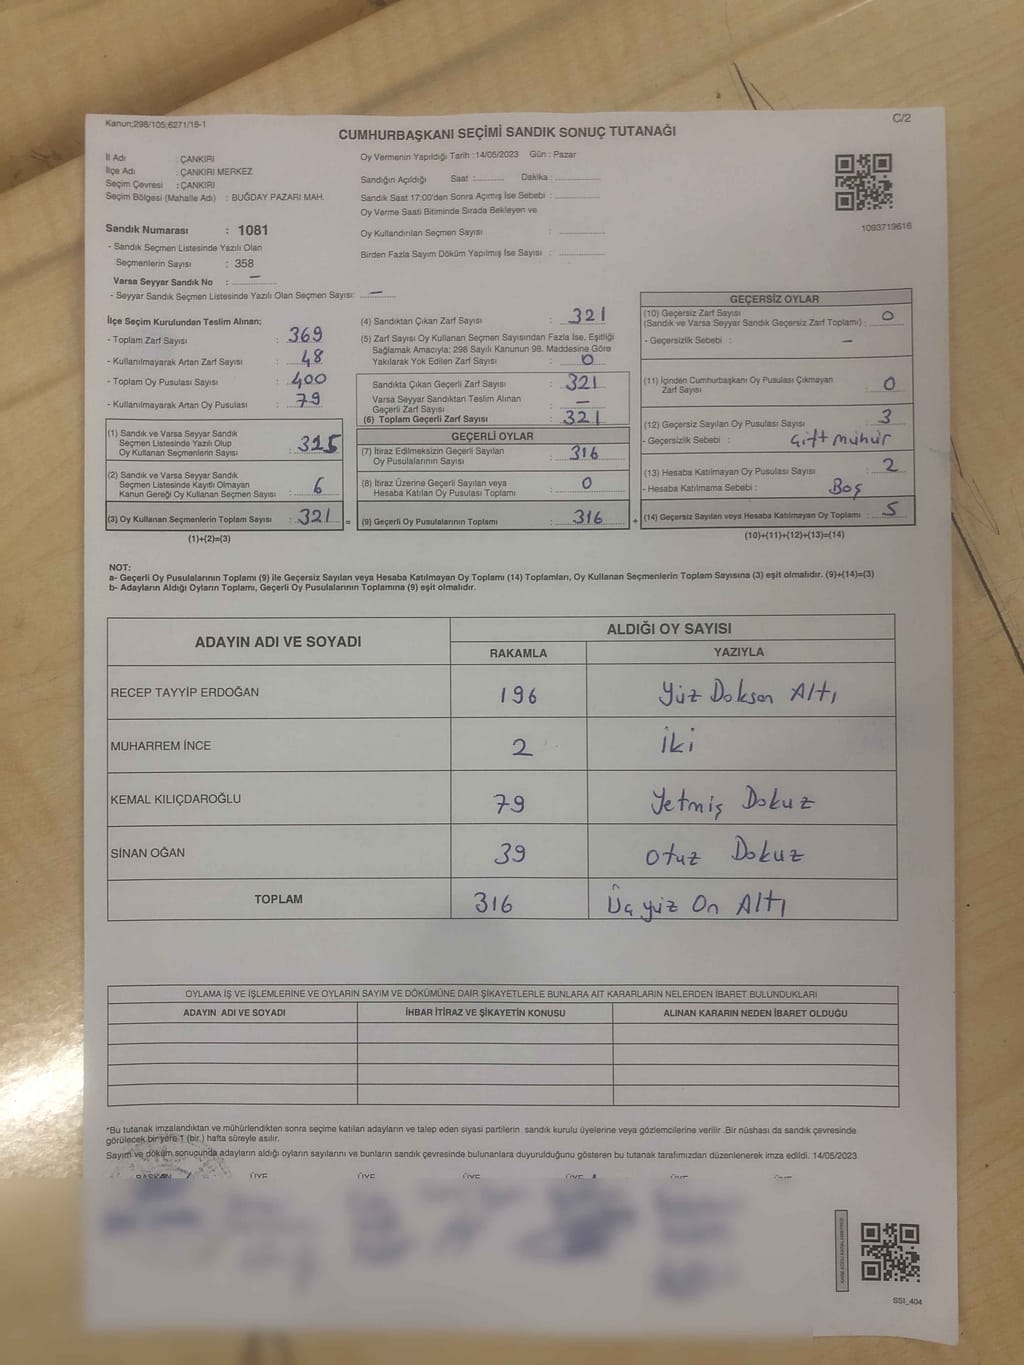 Kanun;298/105;6271/18-1
C/2
CUMHURBAŞKANI SEÇİMİ SANDIK SONUÇ TUTANAĞI
İl Adı : ÇANKIRI
İlçe Adı : ÇANKIRI MERKEZ
Seçim Çevresi : ÇANKIRI
Seçim Bölgesi (Mahalle Adı) : BUĞDAY PAZARI MAH.
Sandık Numarası : 1081
- Sandık Seçmen Listesinde Yazılı Olan
Seçmenlerin Sayısı : 358
Varsa Seyyar Sandık No : —
- Seyyar Sandık Seçmen Listesinde Yazılı Olan Seçmen Sayısı: —
Oy Vermenin Yapıldığı Tarih :14/05/2023 Gün : Pazar
Sandığın Açıldığı Saat :.......... Dakika : ..............
Sandık Saat 17:00'den Sonra Açımış İse Sebebi : ..............
Oy Verme Saati Bitiminde Sırada Bekleyen ve
Oy Kullandırılan Seçmen Sayısı : ..............
Birden Fazla Sayım Döküm Yapılmış İse Sayısı : ..............
1093719616
İlçe Seçim Kurulundan Teslim Alınan;
- Toplam Zarf Sayısı : 369
- Kullanılmayarak Artan Zarf Sayısı : 48
- Toplam Oy Pusulası Sayısı : 400
- Kullanılmayarak Artan Oy Pusulası : 79
(1) Sandık ve Varsa Seyyar Sandık
Seçmen Listesinde Yazılı Olup
Oy Kullanan Seçmenlerin Sayısı : 315
(2) Sandık ve Varsa Seyyar Sandık
Seçmen Listesinde Kayıtlı Olmayan
Kanun Gereği Oy Kullanan Seçmen Sayısı : 6
(3) Oy Kullanan Seçmenlerin Toplam Sayısı : 321 =
(1)+(2)=(3)
(4) Sandıktan Çıkan Zarf Sayısı : 321
(5) Zarf Sayısı Oy Kullanan Seçmen Sayısından Fazla İse, Eşitliği
Sağlamak Amacıyla; 298 Sayılı Kanunun 98. Maddesine Göre
Yakılarak Yok Edilen Zarf Sayısı : 0
Sandıkta Çıkan Geçerli Zarf Sayısı : 321
Varsa Seyyar Sandıktan Teslim Alınan
Geçerli Zarf Sayısı : —
(6) Toplam Geçerli Zarf Sayısı : 321
GEÇERLİ OYLAR
(7) İtiraz Edilmeksizin Geçerli Sayılan
Oy Pusulalarının Sayısı : 316
(8) İtiraz Üzerine Geçerli Sayılan veya
Hesaba Katılan Oy Pusulası Toplamı : 0
(9) Geçerli Oy Pusulalarının Toplamı : 316 +
GEÇERSİZ OYLAR
(10) Geçersiz Zarf Sayısı
(Sandık ve Varsa Seyyar Sandık Geçersiz Zarf Toplamı) : 0
- Geçersizlik Sebebi : —
(11) İçinden Cumhurbaşkanı Oy Pusulası Çıkmayan
Zarf Sayısı : 0
(12) Geçersiz Sayılan Oy Pusulası Sayısı : 3
- Geçersizlik Sebebi : Çift mühür
(13) Hesaba Katılmayan Oy Pusulası Sayısı : 2
- Hesaba Katılmama Sebebi : Boş
(14) Geçersiz Sayılan veya Hesaba Katılmayan Oy Toplamı : 5
(10)+(11)+(12)+(13)=(14)
NOT:
a- Geçerli Oy Pusulalarının Toplamı (9) ile Geçersiz Sayılan veya Hesaba Katılmayan Oy Toplamı (14) Toplamları, Oy Kullanan Seçmenlerin Toplam Sayısına (3) eşit olmalıdır. (9)+(14)=(3)
b- Adayların Aldığı Oyların Toplamı, Geçerli Oy Pusulalarının Toplamına (9) eşit olmalıdır.
ADAYIN ADI VE SOYADI ALDIĞI OY SAYISI
RAKAMLA YAZIYLA
RECEP TAYYİP ERDOĞAN 196 Yüz Doksan Altı
MUHARREM İNCE 2 İki
KEMAL KILIÇDAROĞLU 79 Yetmiş Dokuz
SİNAN OĞAN 39 Otuz Dokuz
TOPLAM 316 Üçyüz On Altı
OYLAMA İŞ VE İŞLEMLERİNE VE OYLARIN SAYIM VE DÖKÜMÜNE DAİR ŞİKAYETLERLE BUNLARA AİT KARARLARIN NELERDEN İBARET BULUNDUKLARI
ADAYIN ADI VE SOYADI İHBAR İTİRAZ VE ŞİKAYETİN KONUSU ALINAN KARARIN NEDEN İBARET OLDUĞU
*Bu tutanak imzalandıktan ve mühürlendikten sonra seçime katılan adayların ve talep eden siyasi partilerin sandık kurulu üyelerine veya gözlemcilerine verilir .Bir nüshası da sandık çevresinde
görülecek bir yere 1 (bir ) hafta süreyle asılır.
Sayım ve döküm sonucunda adayların aldığı oyların sayılarını ve bunların sandık çevresinde bulunanlara duyurulduğunu gösteren bu tutanak tarafımızdan düzenlenerek imza edildi. 14/05/2023
BAŞKAN ÜYE ÜYE ÜYE ÜYE ÜYE ÜYE
SSI_404